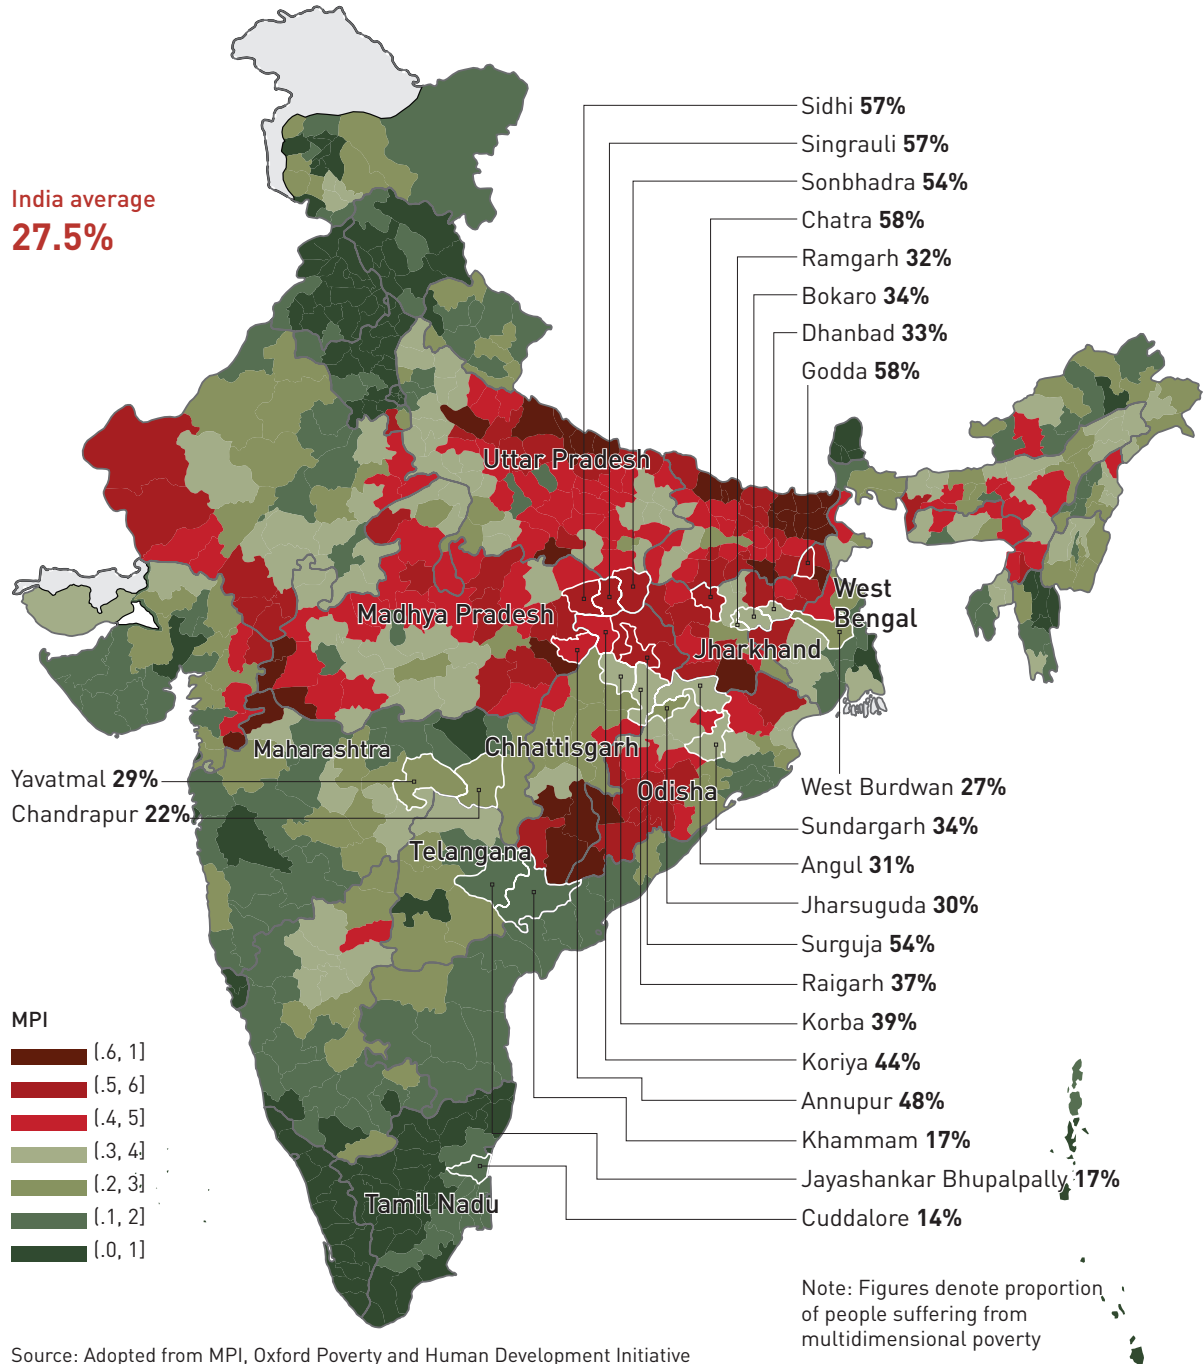 Sidhi 57%
Singrauli 57%
Sonbhadra 54%
Chatra 58%
Ramgarh 32%
Bokaro 34%
Dhanbad 33%
Godda 58%
India average
27.5%
Uttar Pradesh
Madhya Pradesh
West
Bengal
Jharkhand
Maharashtra
Chhattisgarh
Odisha
Telangana
Tamil Nadu
Yavatmal 29%
Chandrapur 22%
West Burdwan 27%
Sundargarh 34%
Angul 31%
Jharsuguda 30%
Surguja 54%
Raigarh 37%
Korba 39%
Koriya 44%
Annupur 48%
Khammam 17%
Jayashankar Bhupalpally 17%
Cuddalore 14%
MPI
(.6, 1]
(.5, 6]
(.4, 5]
(.3, 4]
(.2, 3]
(.1, 2]
(.0, 1]
Note: Figures denote proportion
of people suffering from
multidimensional poverty
Source: Adopted from MPI, Oxford Poverty and Human Development Initiative